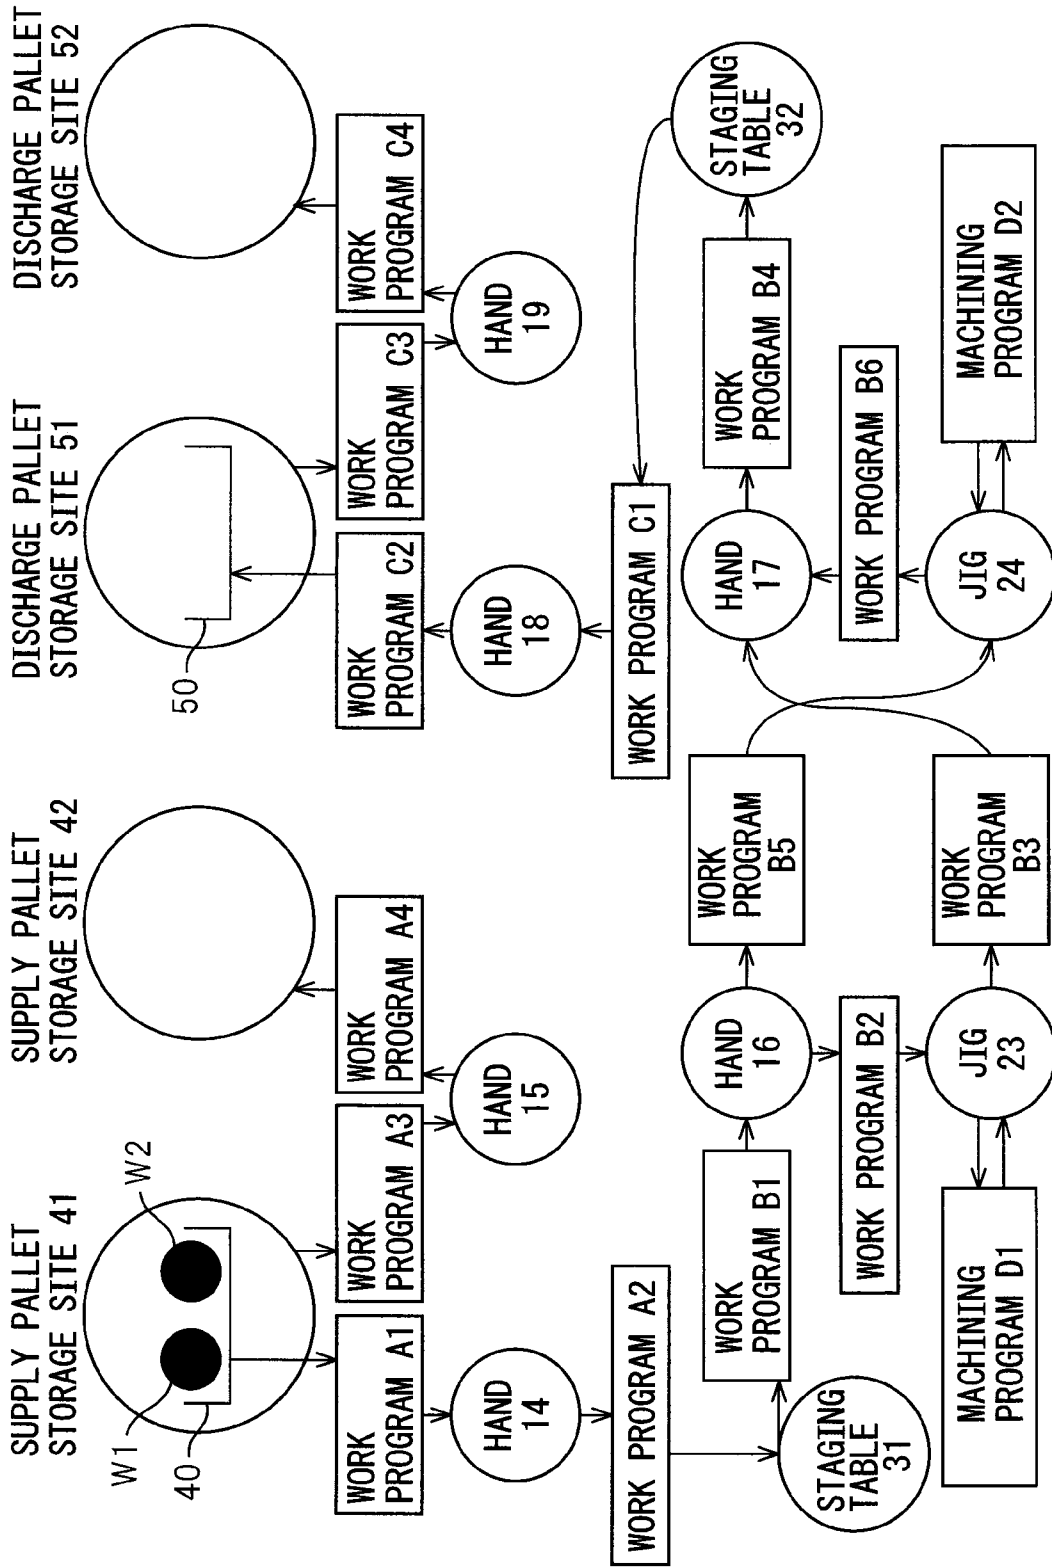 SUPPLY PALLET
STORAGE SITE 41
SUPPLY PALLET
STORAGE SITE 42
DISCHARGE PALLET
STORAGE SITE 51
DISCHARGE PALLET
STORAGE SITE 52
W1
W2
40
50
WORK
PROGRAM A1
WORK
PROGRAM A3
WORK
PROGRAM A4
WORK
PROGRAM C2
WORK
PROGRAM C3
WORK
PROGRAM C4
HAND
14
HAND
15
HAND
18
HAND
19
WORK PROGRAM A2
WORK PROGRAM C1
STAGING
TABLE
31
WORK
PROGRAM B1
HAND
16
WORK
PROGRAM
B5
HAND
17
WORK
PROGRAM B4
STAGING
TABLE
32
WORK PROGRAM B2
WORK PROGRAM B6
MACHINING
PROGRAM D1
JIG
23
WORK
PROGRAM
B3
JIG
24
MACHINING
PROGRAM D2